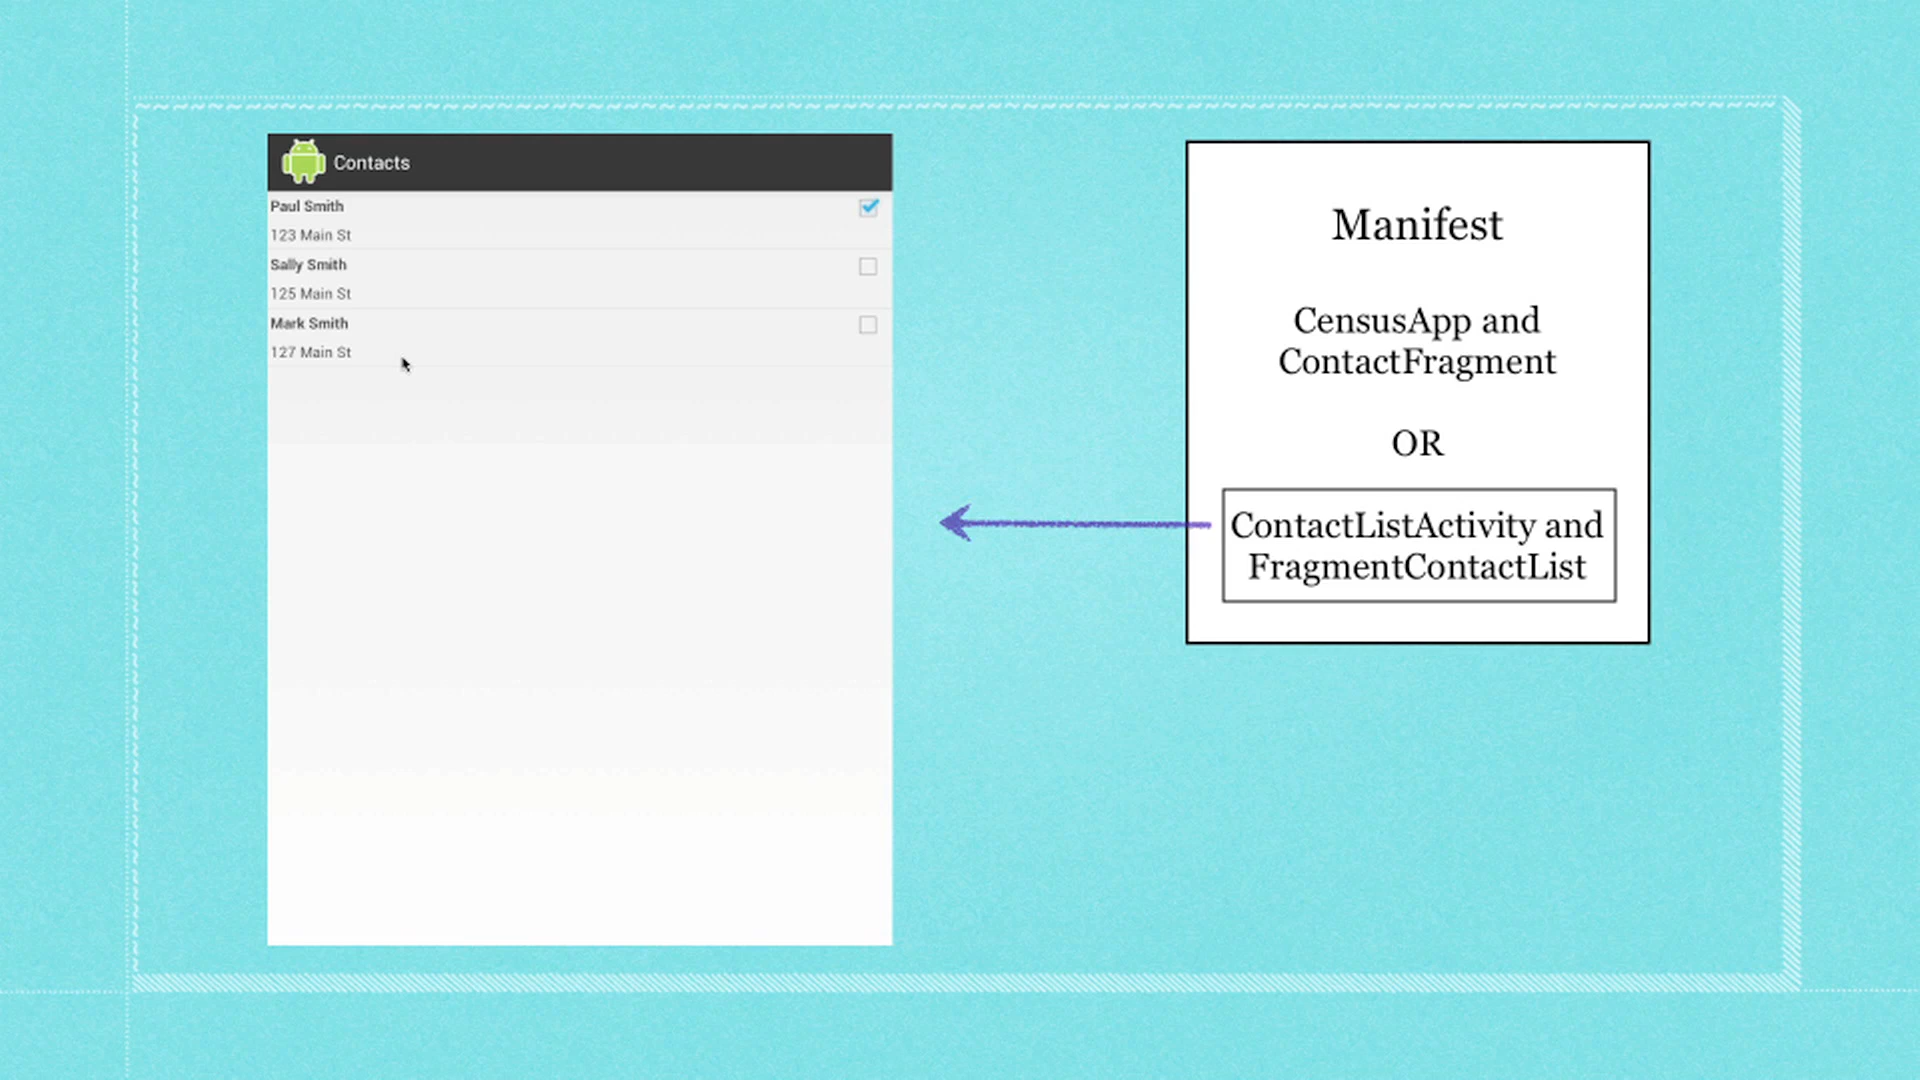 Contacts
Paul Smith
123 Main St
Sally Smith
125 Main St
Mark Smith
127 Main St
Manifest
CensusApp and
ContactFragment
OR
ContactListActivity and
FragmentContactList